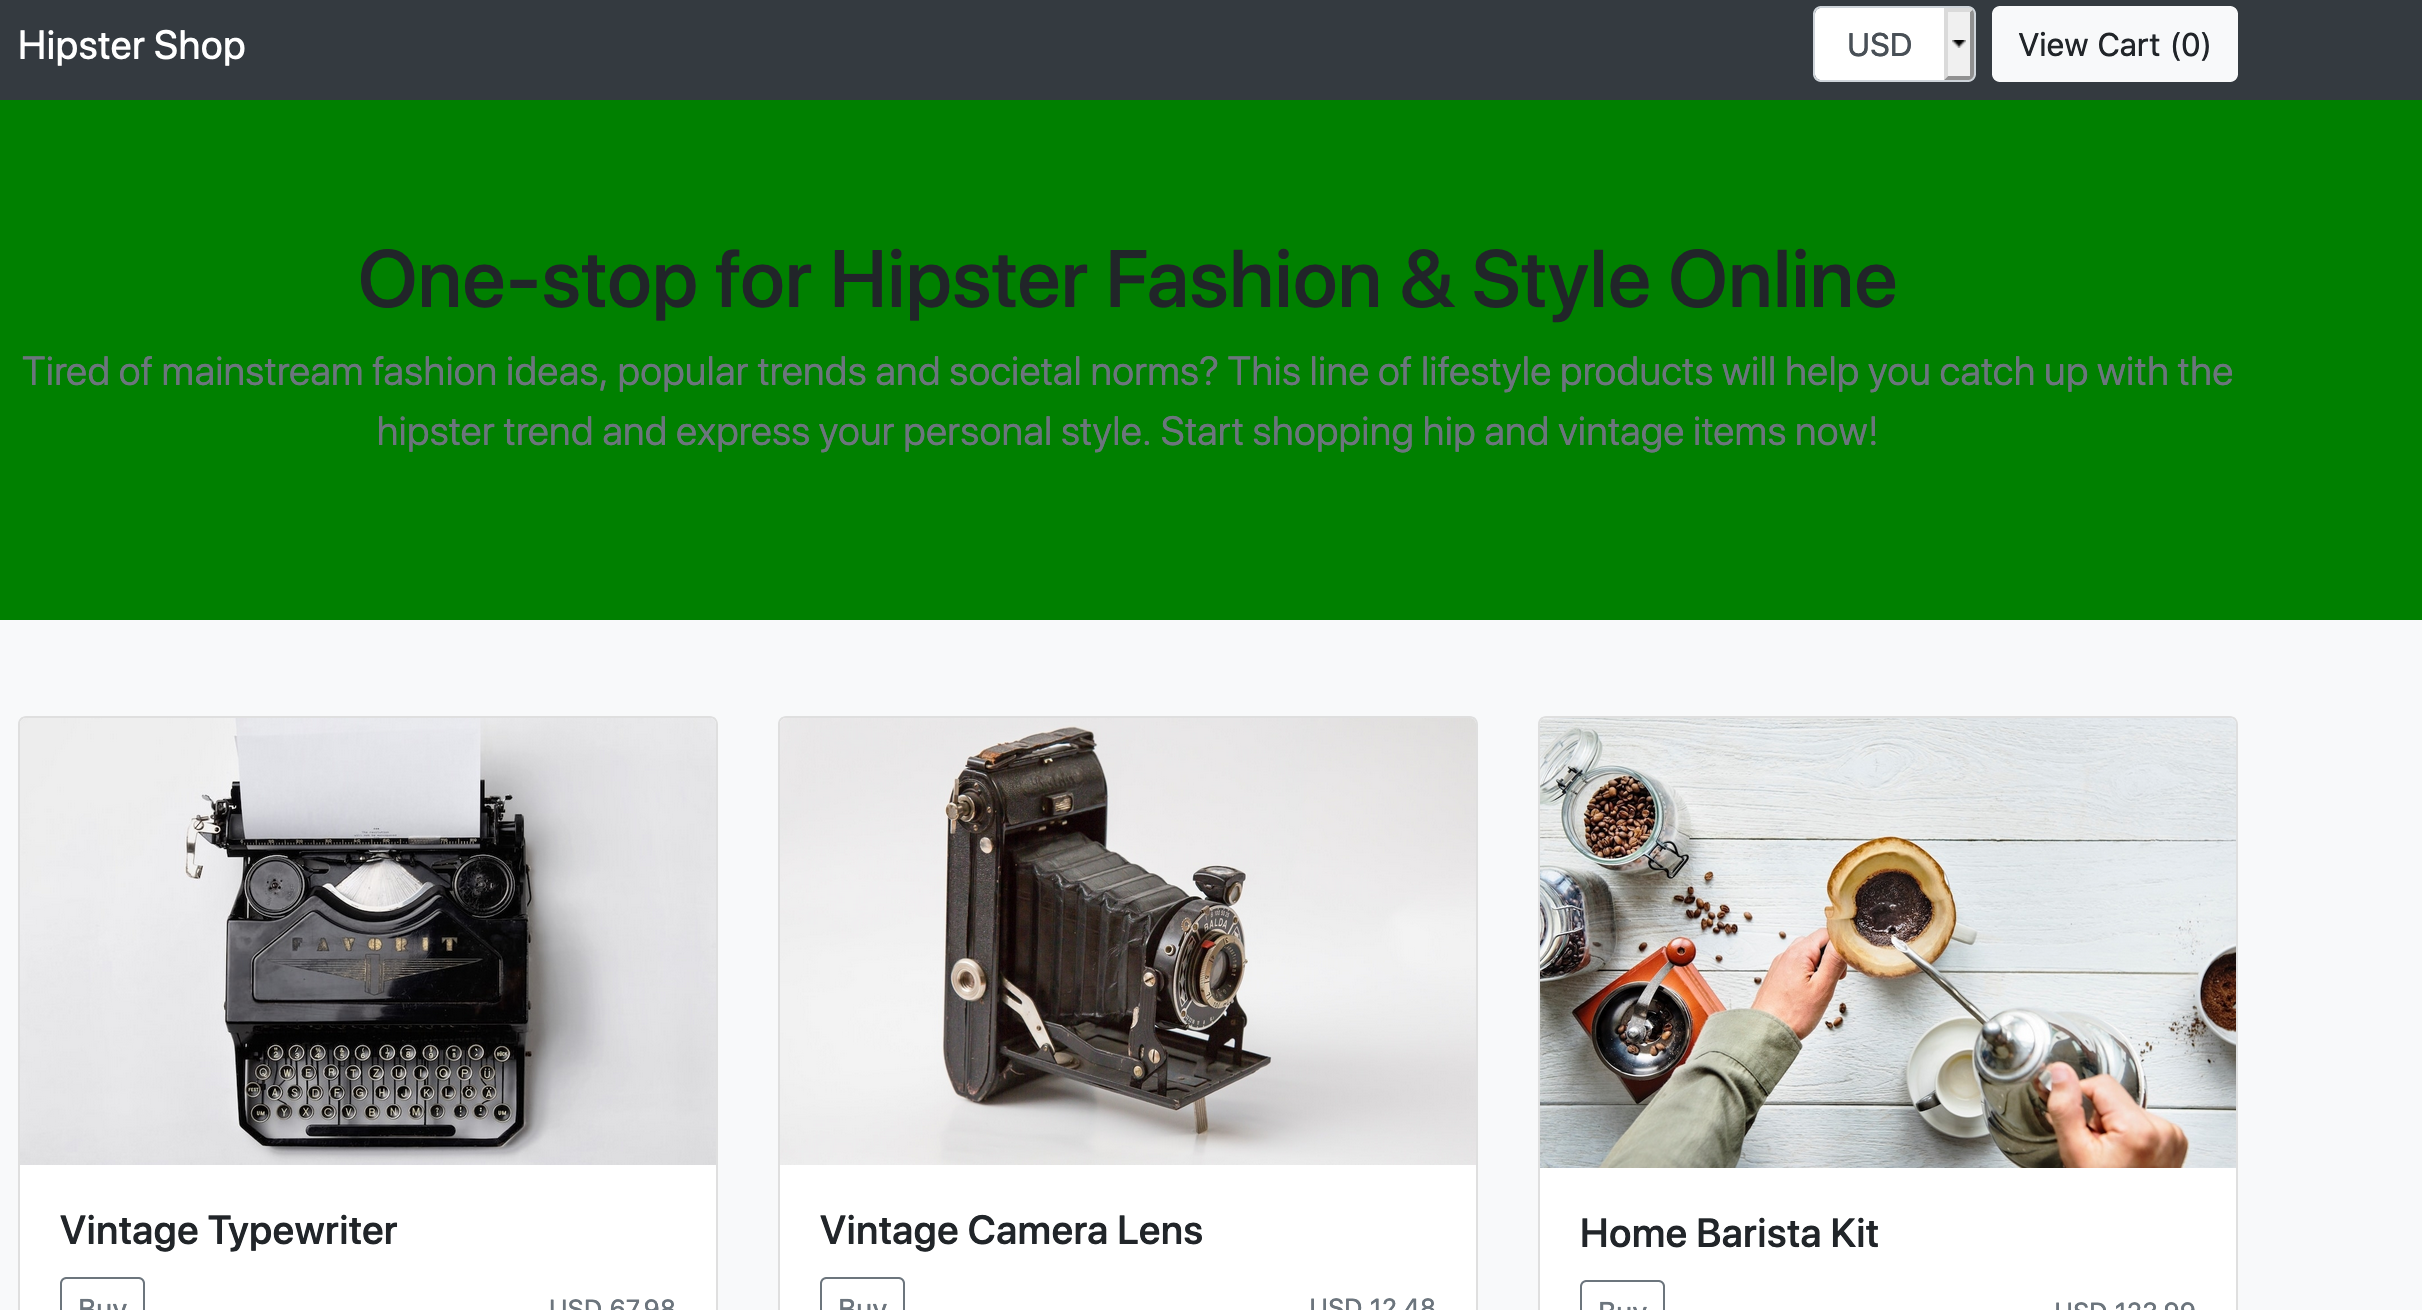 Hipster Shop
USD
View Cart (0)
One-stop for Hipster Fashion & Style Online
Tired of mainstream fashion ideas, popular trends and societal norms? This line of lifestyle products will help you catch up with the
hipster trend and express your personal style. Start shopping hip and vintage items now!
FAVORIT
BALDA
Vintage Typewriter
Vintage Camera Lens
Home Barista Kit
Buy
USD 67.98
Buy
USD 12.48
Buy
USD 123.99